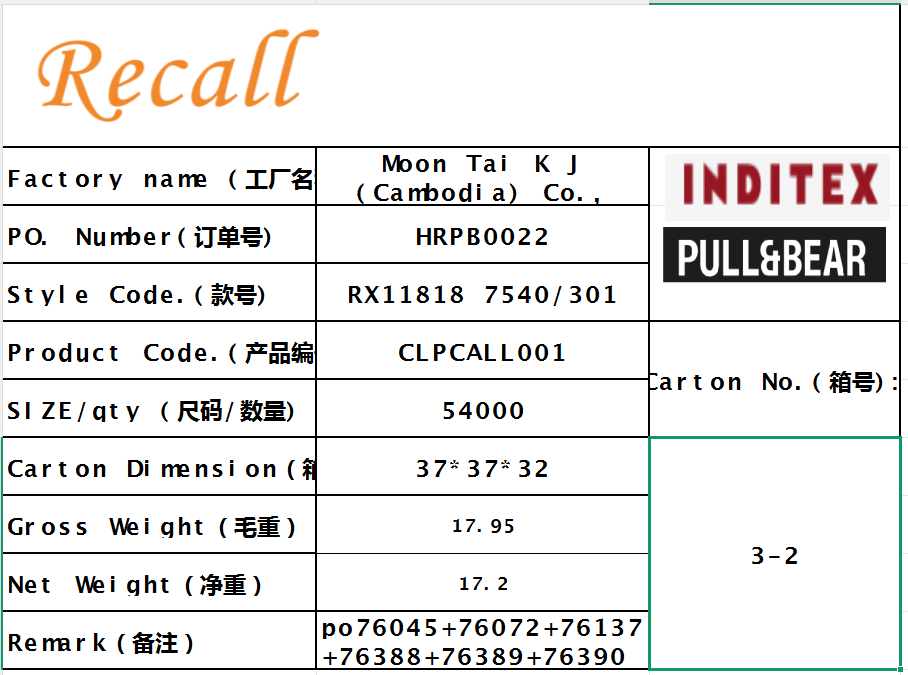 Recall
Factory name（工厂名
Moon Tai K J
(Cambodia) Co.,
INDITEX
PO. Number(订单号)
HRPB0022
PULL&BEAR
Style Code.(款号)
RX11818 7540/301
Product Code.(产品编
CLPCALL001
Carton No.(箱号):
SIZE/qty （尺码/数量)
54000
Carton Dimension(箱
37*37*32
Gross Weight（毛重）
17.95
3-2
Net Weight（净重）
17.2
Remark（备注）
po76045+76072+76137
+76388+76389+76390